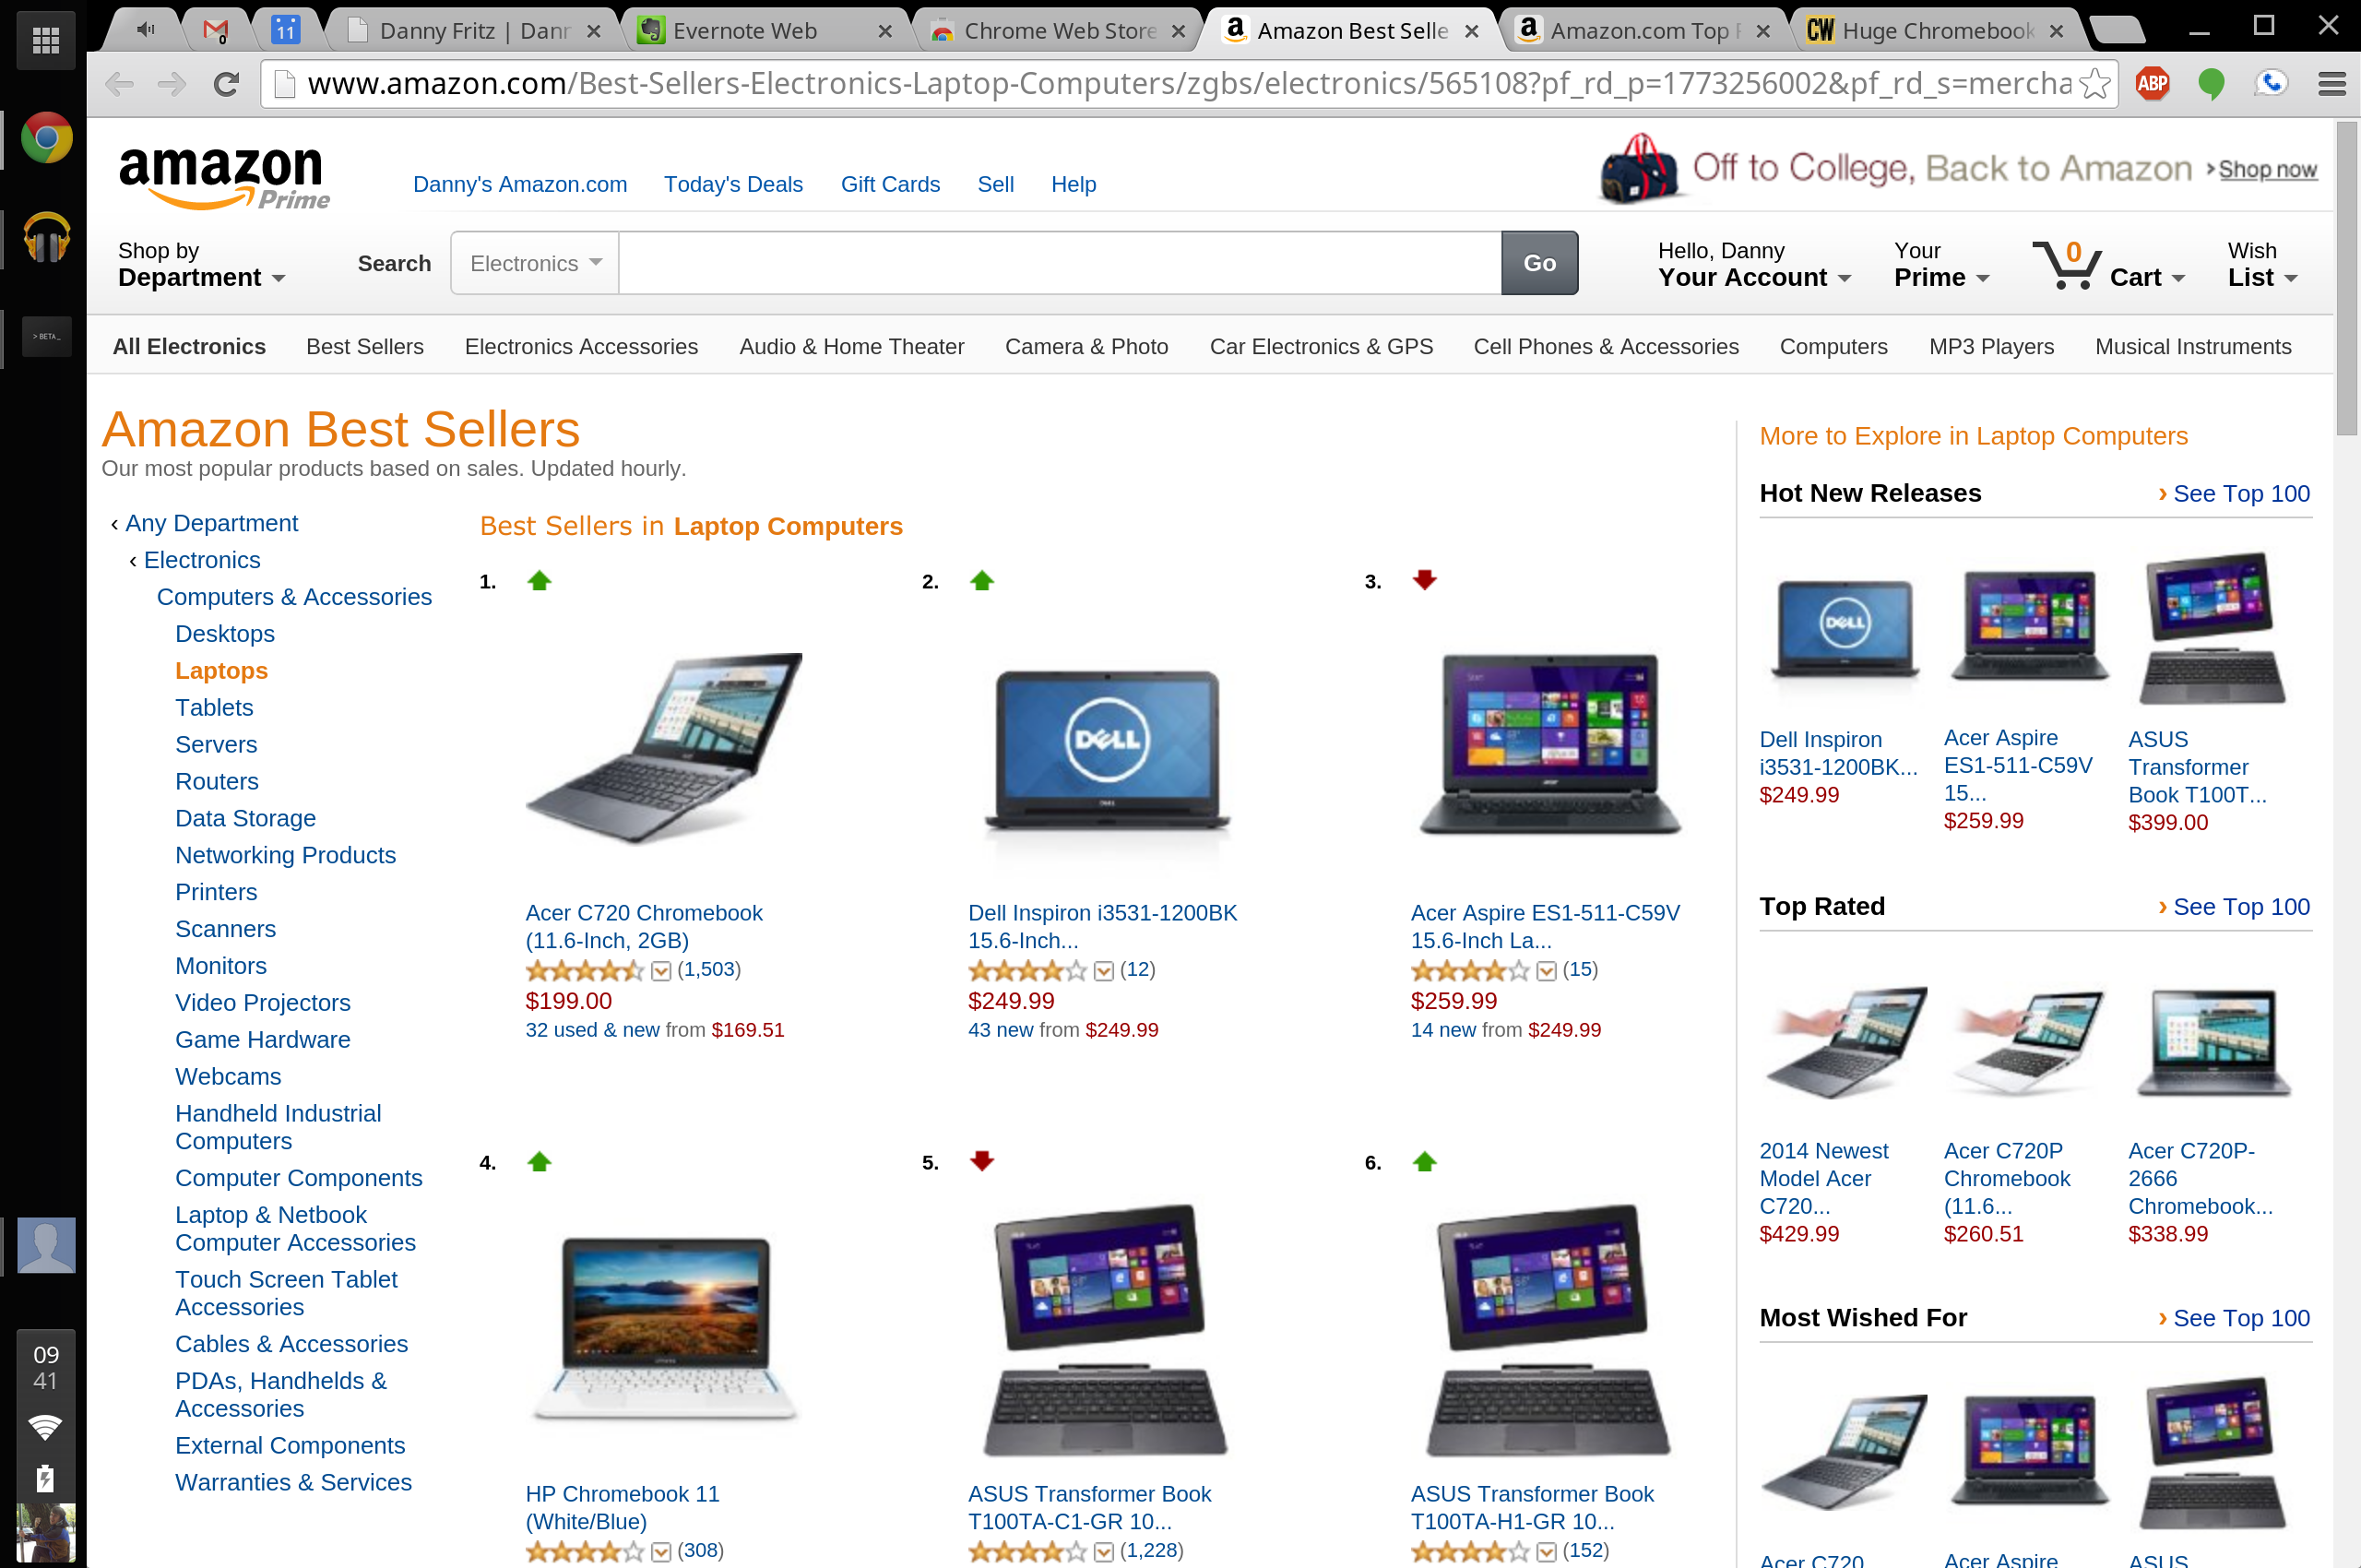 0
11
Danny Fritz | Dann
Evernote Web
Chrome Web Store
Amazon Best Selle
Amazon.com Top
Huge Chromebook
www.amazon.com/Best-Sellers-Electronics-Laptop-Computers/zgbs/electronics/565108?pf_rd_p=1773256002&pf_rd_s=mercha
ABP
> BETA_
amazon
Prime
Danny's Amazon.com
Today's Deals
Gift Cards
Sell
Help
Off to College, Back to Amazon › Shop now
Shop by
Department
Search
Electronics
Go
Hello, Danny
Your Account
Your
Prime
0
Cart
Wish
List
All Electronics
Best Sellers
Electronics Accessories
Audio & Home Theater
Camera & Photo
Car Electronics & GPS
Cell Phones & Accessories
Computers
MP3 Players
Musical Instruments
Amazon Best Sellers
Our most popular products based on sales. Updated hourly.
‹ Any Department
‹ Electronics
Computers & Accessories
Desktops
Laptops
Tablets
Servers
Routers
Data Storage
Networking Products
Printers
Scanners
Monitors
Video Projectors
Game Hardware
Webcams
Handheld Industrial
Computers
Computer Components
Laptop & Netbook
Computer Accessories
Touch Screen Tablet
Accessories
Cables & Accessories
PDAs, Handhelds &
Accessories
External Components
Warranties & Services
Best Sellers in Laptop Computers
1.
Acer C720 Chromebook
(11.6-Inch, 2GB)
(1,503)
$199.00
32 used & new from $169.51
2.
DELL
Dell Inspiron i3531-1200BK
15.6-Inch...
(12)
$249.99
43 new from $249.99
3.
Start
acer
Acer Aspire ES1-511-C59V
15.6-Inch La...
(15)
$259.99
14 new from $249.99
4.
HP Chromebook 11
(White/Blue)
(308)
5.
ASUS Transformer Book
T100TA-C1-GR 10...
(1,228)
6.
ASUS Transformer Book
T100TA-H1-GR 10...
(152)
More to Explore in Laptop Computers
Hot New Releases
› See Top 100
DELL
Dell Inspiron
i3531-1200BK...
$249.99
Acer Aspire
ES1-511-C59V
15...
$259.99
ASUS
Transformer
Book T100T...
$399.00
Top Rated
› See Top 100
2014 Newest
Model Acer
C720...
$429.99
Acer C720P
Chromebook
(11.6...
$260.51
Acer C720P-
2666
Chromebook...
$338.99
Most Wished For
› See Top 100
Acer C720
Acer Aspire
ASUS
09
41